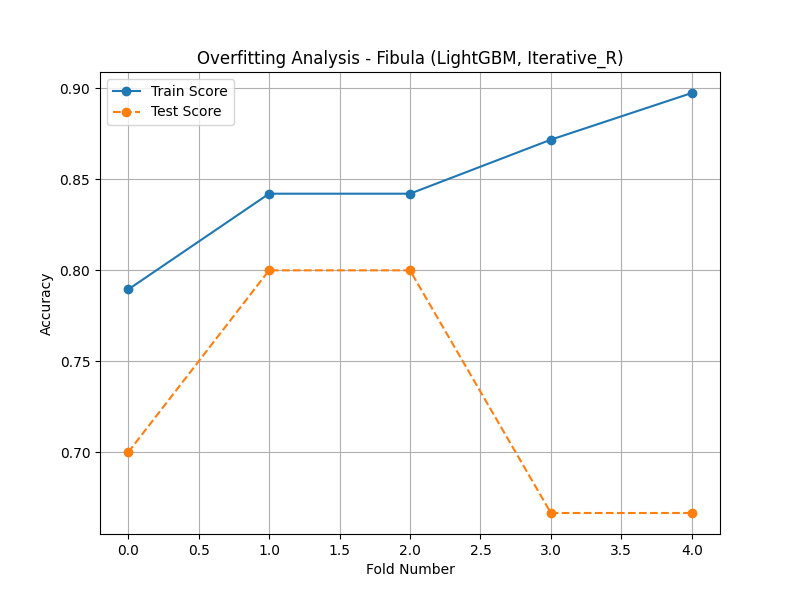 Overfitting Analysis - Fibula (LightGBM, Iterative_R)
Train Score
Test Score
0.90
0.85
0.80
0.75
0.70
Accuracy
0.0 0.5 1.0 1.5 2.0 2.5 3.0 3.5 4.0
Fold Number